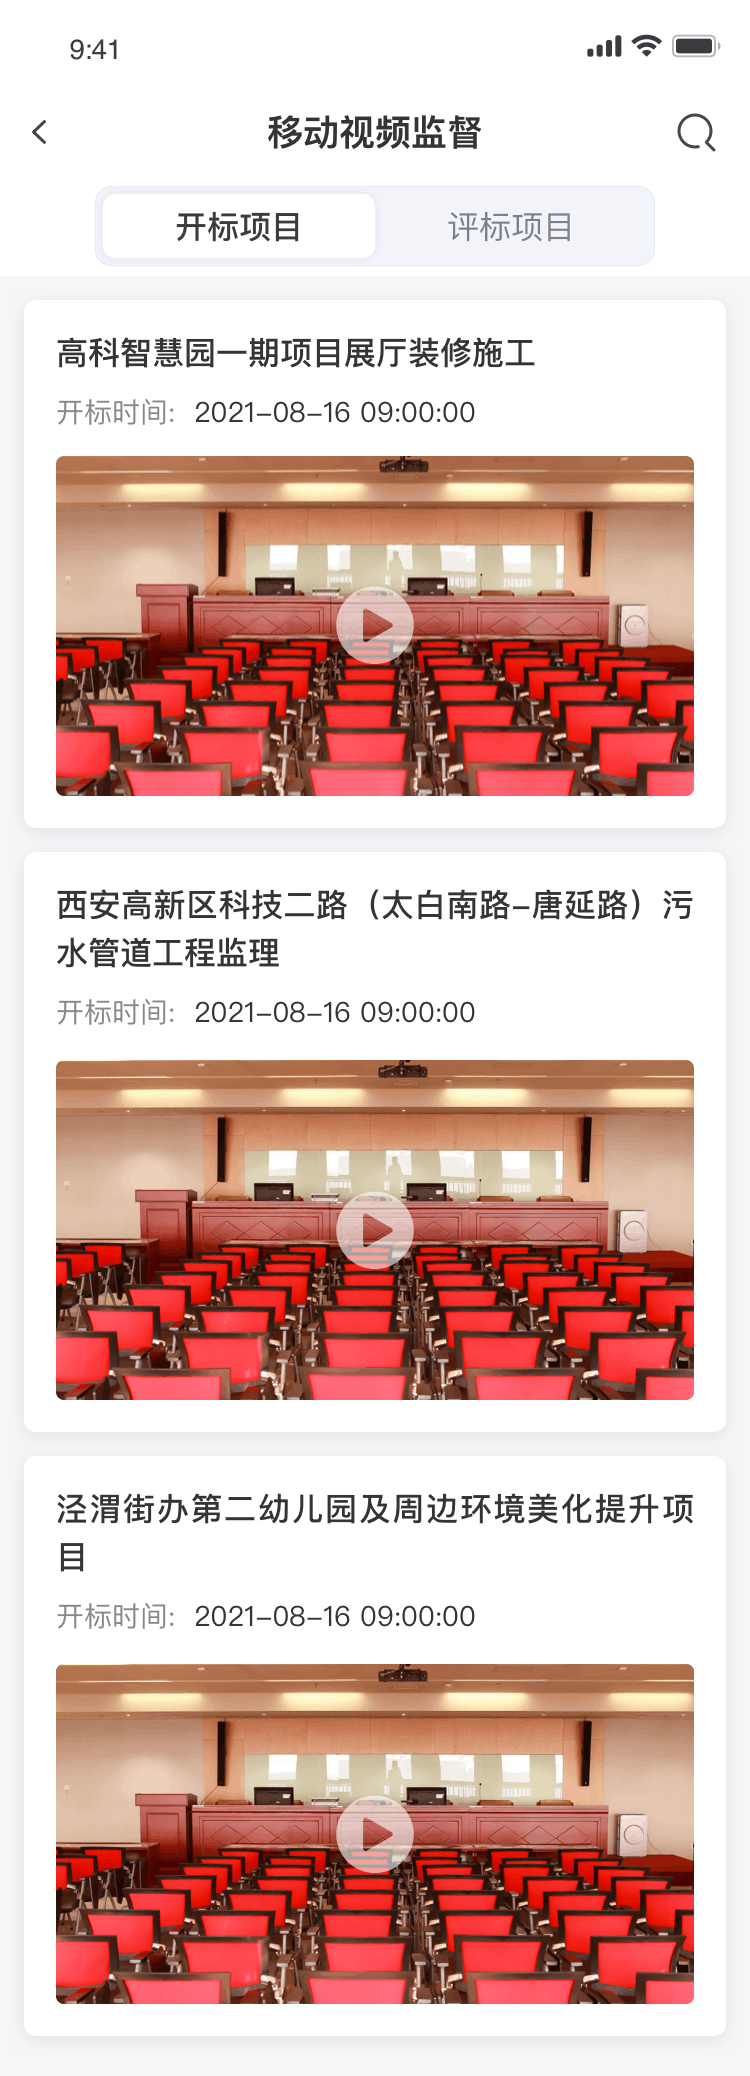 9:41
移动视频监督
开标项目
评标项目
高科智慧园一期项目展厅装修施工
开标时间: 2021-08-16 09:00:00
西安高新区科技二路（太白南路-唐延路）污
水管道工程监理
开标时间: 2021-08-16 09:00:00
泾渭街办第二幼儿园及周边环境美化提升项
目
开标时间: 2021-08-16 09:00:00